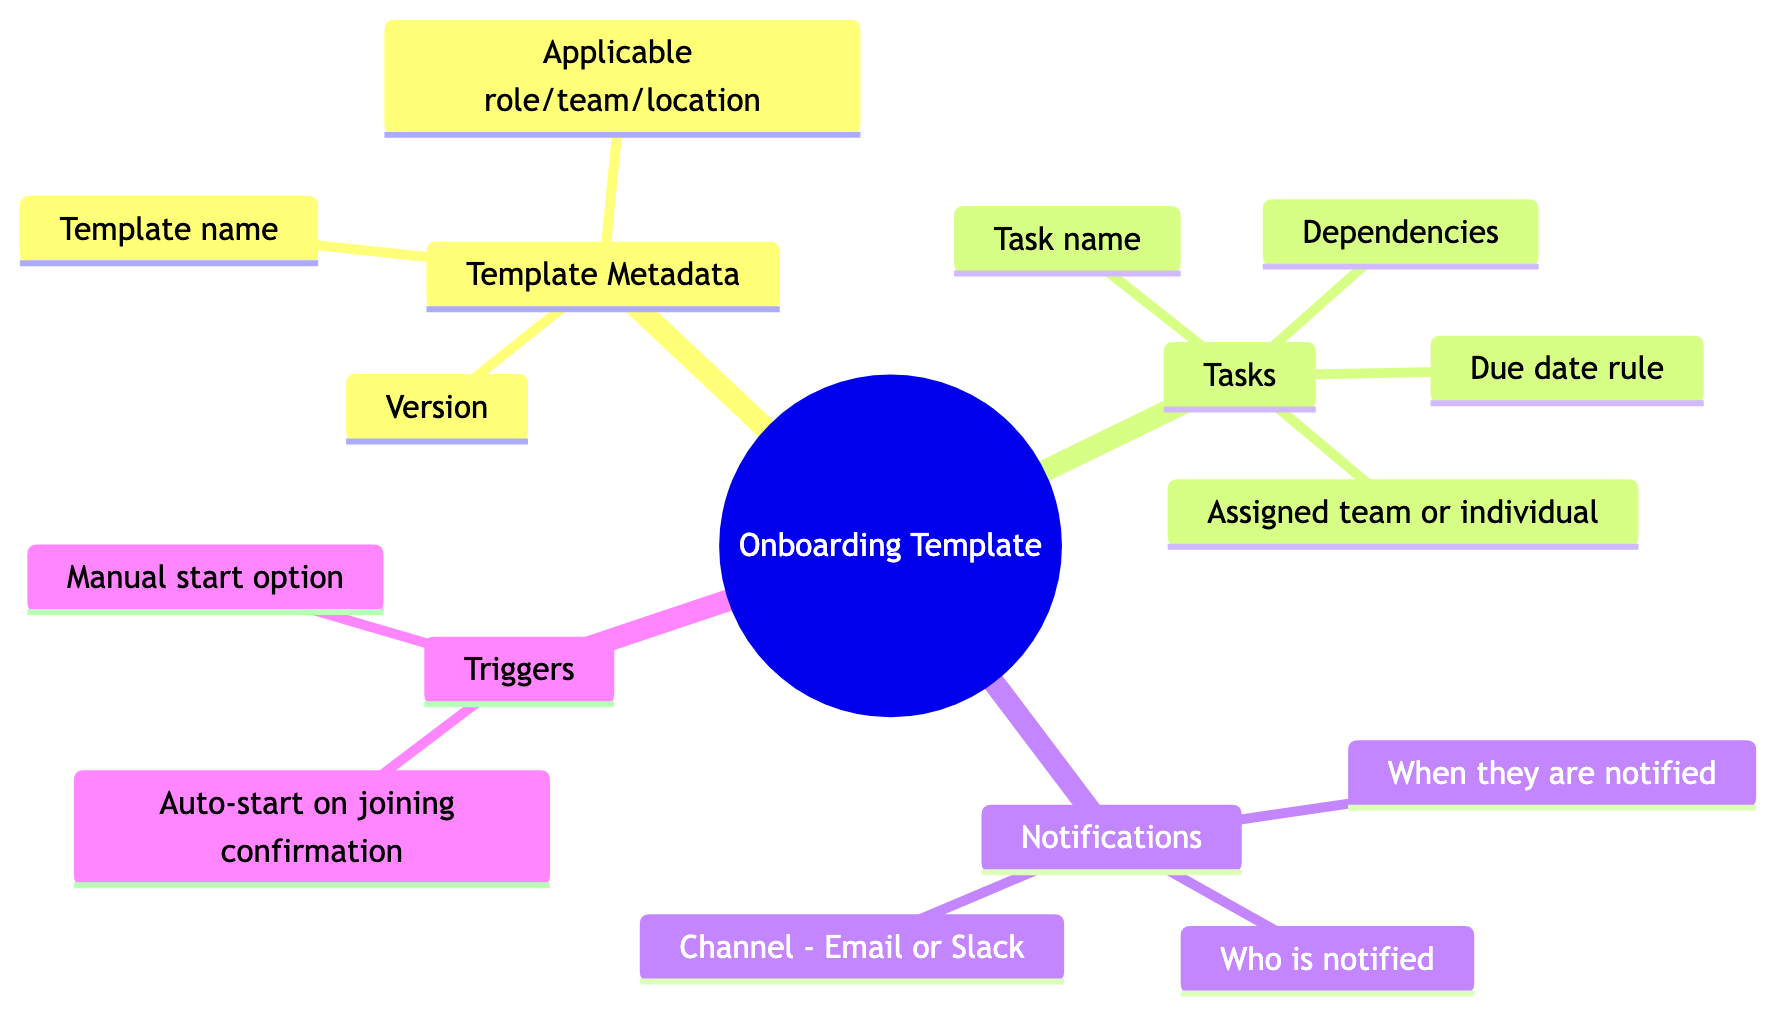 Applicable
role/team/location
Template name
Template Metadata
Version
Task name
Dependencies
Tasks
Due date rule
Assigned team or individual
Onboarding Template
Manual start option
Triggers
Auto-start on joining
confirmation
When they are notified
Notifications
Channel - Email or Slack
Who is notified